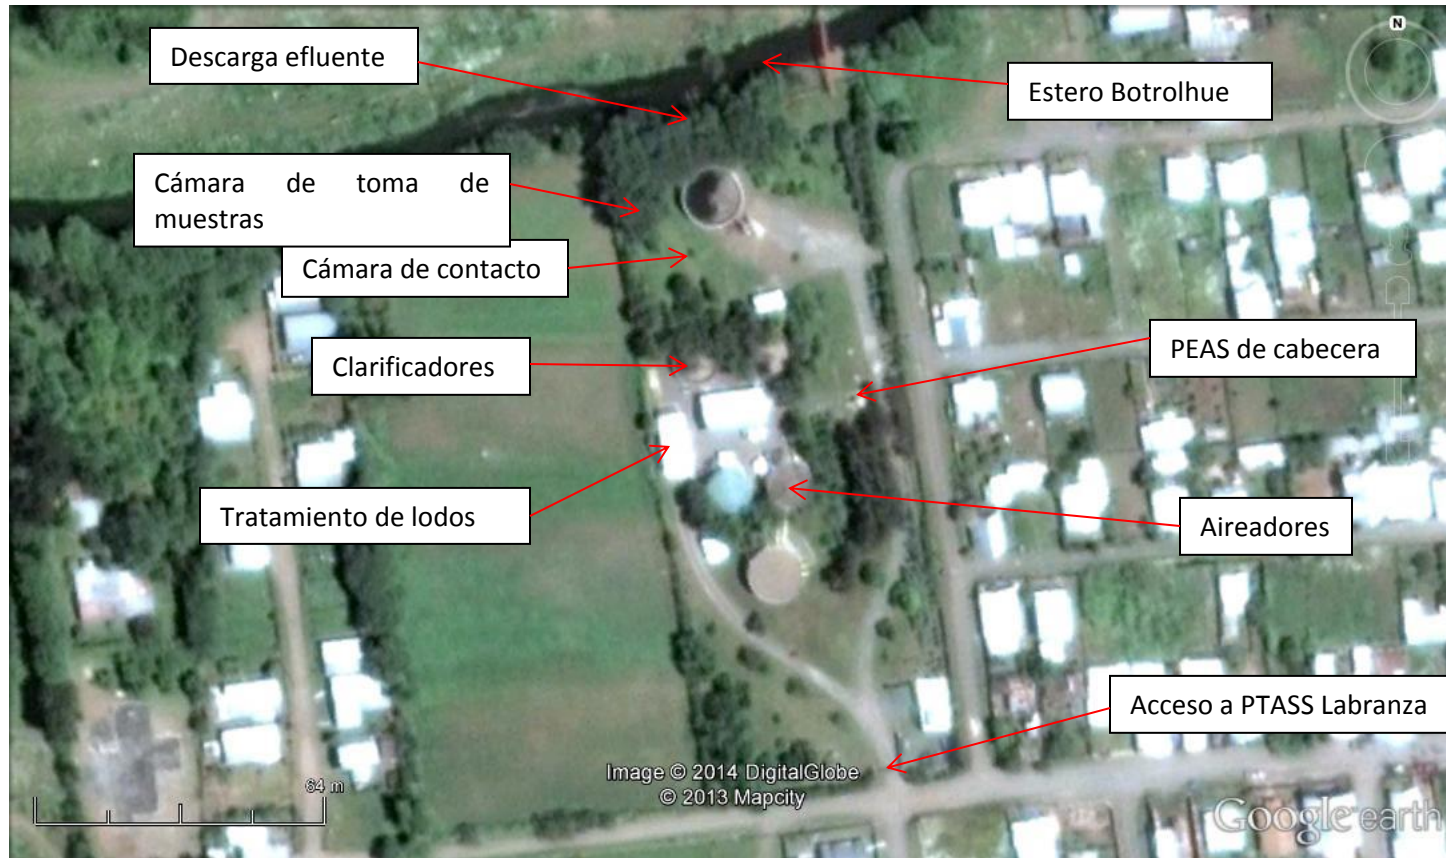 Descarga efluente
N
Estero Botrolhue
Cámara de toma de
muestras
Cámara de contacto
Clarificadores
PEAS de cabecera
Tratamiento de lodos
Aireadores
Acceso a PTASS Labranza
64 m
Image © 2014 DigitalGlobe
© 2013 Mapcity
Google earth